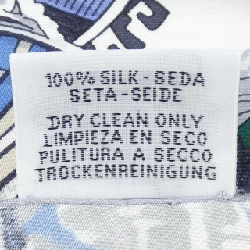 100% SILK - SEDA
SETA - SEIDE
DRY CLEAN ONLY
LIMPIEZA EN SECO
PULITURA A SECCO
TROCKENREINIGUNG